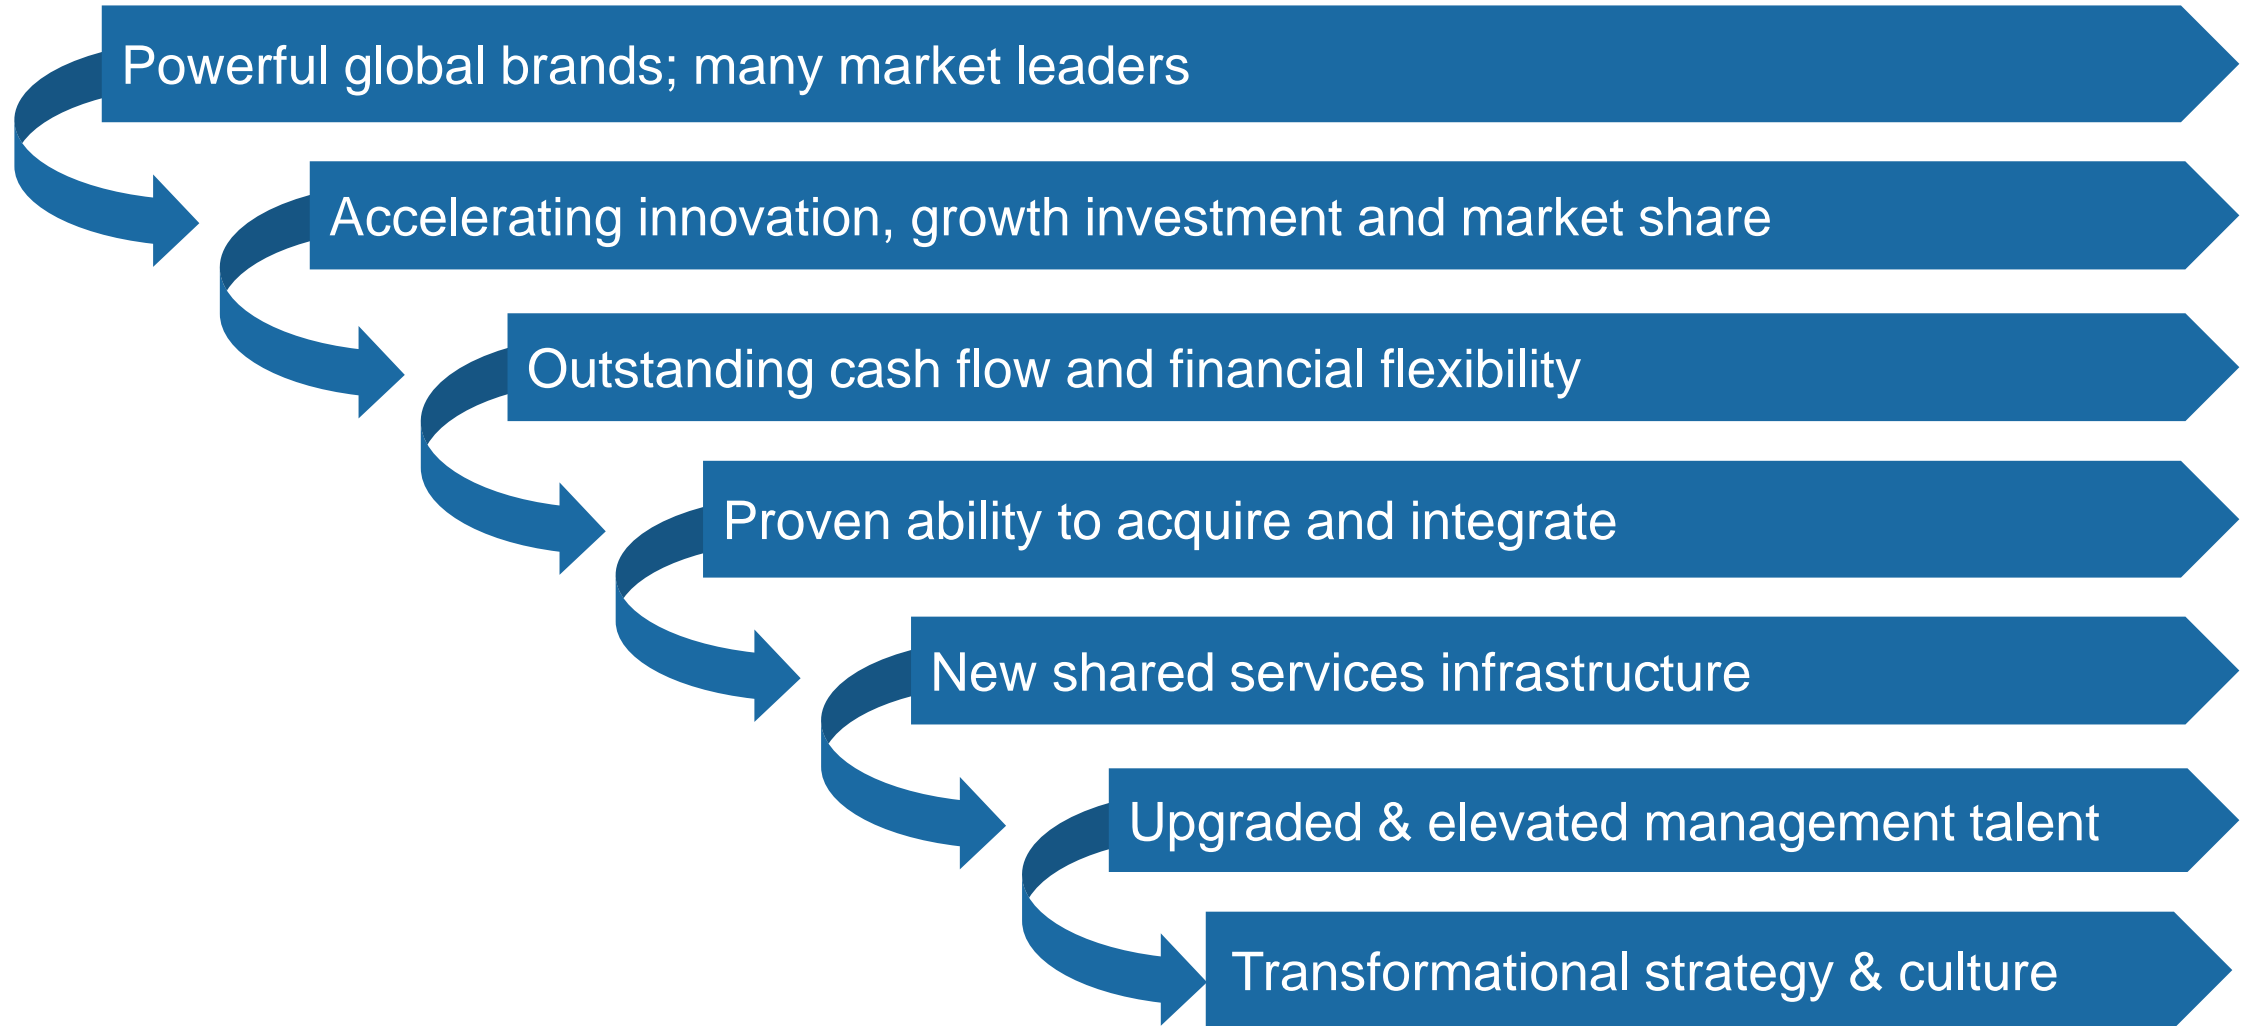 Powerful global brands; many market leaders
Accelerating innovation, growth investment and market share
Outstanding cash flow and financial flexibility
Proven ability to acquire and integrate
New shared services infrastructure
Upgraded & elevated management talent
Transformational strategy & culture